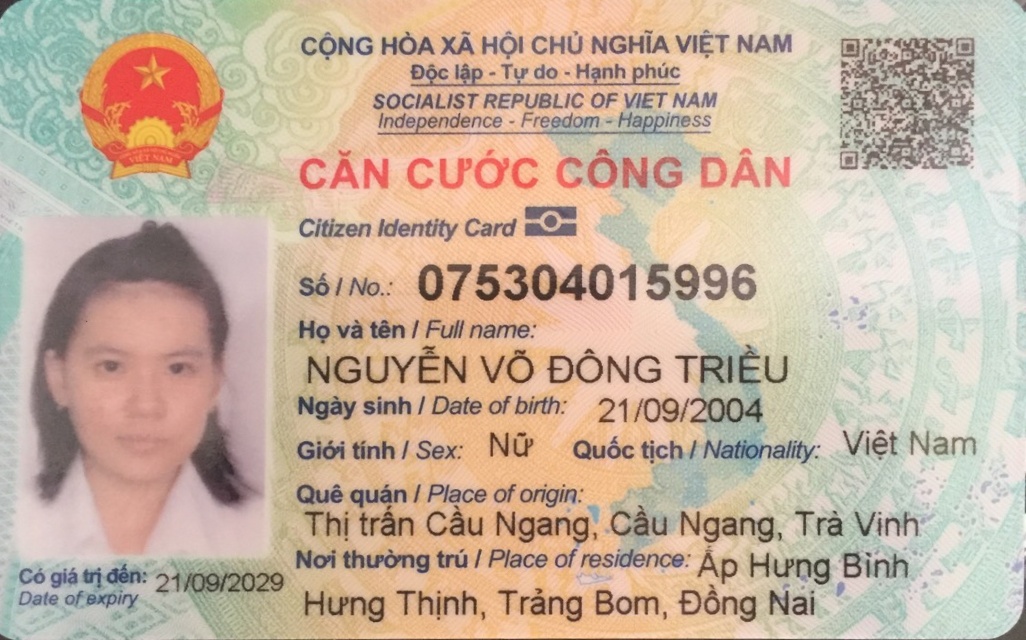 CỘNG HÒA XÃ HỘI CHỦ NGHĨA VIỆT NAM
Độc lập - Tự do - Hạnh phúc
SOCIALIST REPUBLIC OF VIET NAM
Independence - Freedom - Happiness
CĂN CƯỚC CÔNG DÂN
Citizen Identity Card
Số / No.: 075304015996
Họ và tên / Full name:
NGUYỄN VÕ ĐÔNG TRIỀU
Ngày sinh / Date of birth: 21/09/2004
Giới tính / Sex: Nữ Quốc tịch / Nationality: Việt Nam
Quê quán / Place of origin:
Thị trấn Cầu Ngang, Cầu Ngang, Trà Vinh
Nơi thường trú / Place of residence: Ấp Hưng Bình
Hưng Thịnh, Trảng Bom, Đồng Nai
Có giá trị đến: 21/09/2029
Date of expiry
VIỆT NAM